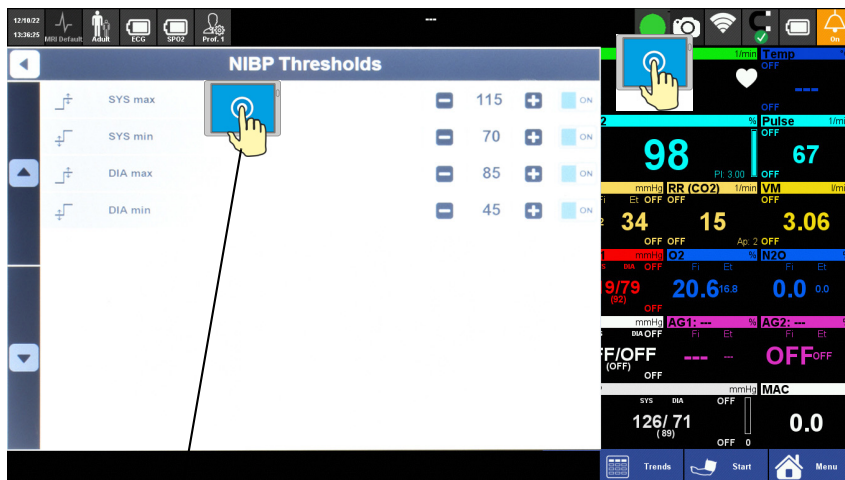 12/10/22
13:36:25
MRI Default
Adult
ECG
SPO2
Prof. 1
---
On
NIBP Thresholds
SYS max
115
ON
SYS min
70
ON
DIA max
85
ON
DIA min
45
ON
1/min
Temp
OFF
---
OFF
2
%
98
PI: 3.00
Pulse
1/mi
OFF
67
OFF
mmHg
Et
OFF
34
OFF
RR (CO2)
1/min
OFF
15
OFF
Ap: 2
VM
l/mi
OFF
3.06
OFF
mmHg
DIA
OFF
9/79
(92)
OFF
O2
%
Fi
Et
20.6
16.8
N2O
Fi
Et
0.0
0.0
mmHg
DIA
OFF
F/OFF
(OFF)
OFF
AG1: ---
%
Fi
Et
---
---
AG2: ---
Fi
Et
OFF
OFF
mmHg
SYS
DIA
OFF
126/ 71
(89)
OFF
0
MAC
0.0
Trends
Start
Menu